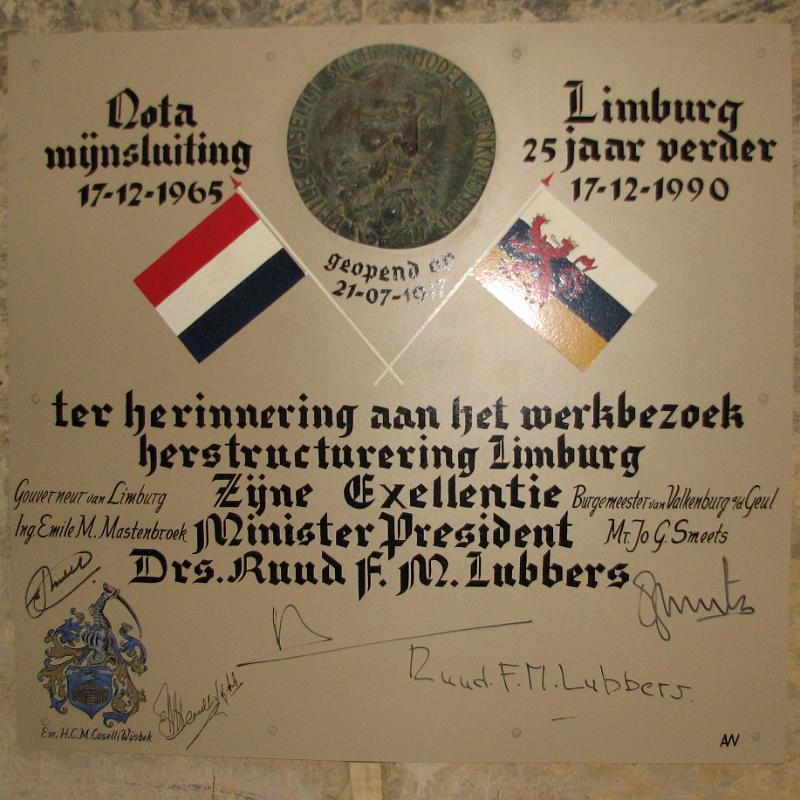 Nota
mijnsluiting
17-12-1965
Limburg
25 jaar verder
17-12-1990
geopend op
21-07-1917
ter herinnering aan het werkbezoek
herstructurering Limburg
Zijne Exellentie
Minister President
Drs. Ruud F. M. Lubbers
Gouverneur van Limburg
Ing Emile M. Mastenbroek
Burgemeester van Valkenburg a/d Geul
Mr. Jo G. Smeets
Ruud. F.M. Lubbers.
Em. H.C.M. Caselli Wijsbek
AW